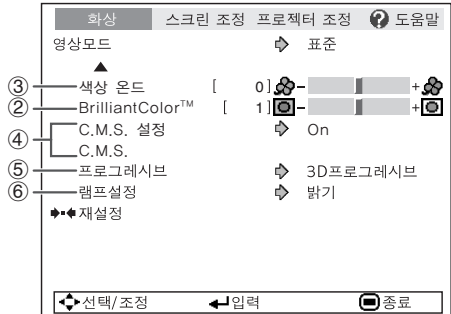 화상 스크린 조정 프로젝터 조정 ? 도움말
영상모드 표준
③ 색상 온드 [ 0] - +
② BrilliantColor™ [ 1] - +
④ C.M.S. 설정 On
C.M.S.
⑤ 프로그레시브 3D프로그레시브
⑥ 램프설정 밝기
재설정
선택/조정 입력 종료